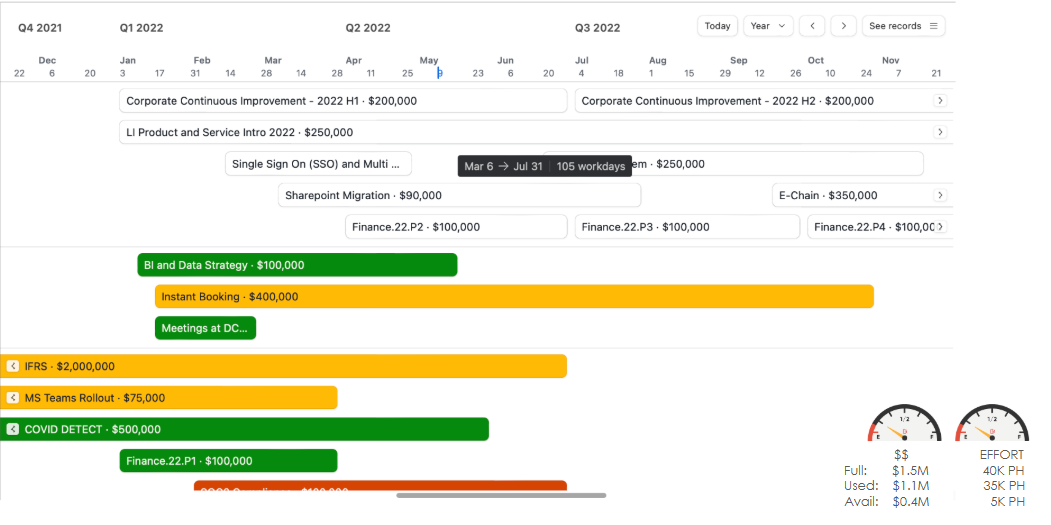 Q4 2021 Q1 2022 Q2 2022 Q3 2022 Today Year See records
Dec Jan Feb Mar Apr May Jun Jul Aug Sep Oct Nov
22 6 20 3 17 31 14 28 14 28 11 25 9 23 6 20 4 18 1 15 29 12 26 10 24 7 21
Corporate Continuous Improvement - 2022 H1 · $200,000 Corporate Continuous Improvement - 2022 H2 · $200,000
LI Product and Service Intro 2022 · $250,000
Single Sign On (SSO) and Multi ... Mar 6 → Jul 31 105 workdays em · $250,000
Sharepoint Migration · $90,000 E-Chain · $350,000
Finance.22.P2 · $100,000 Finance.22.P3 · $100,000 Finance.22.P4 · $100,00
BI and Data Strategy · $100,000
Instant Booking · $400,000
Meetings at DC...
IFRS · $2,000,000
MS Teams Rollout · $75,000
COVID DETECT · $500,000
Finance.22.P1 · $100,000
E 1/2 F E 1/2 F
$$ EFFORT
Full: $1.5M 40K PH
Used: $1.1M 35K PH
Avail: $0.4M 5K PH